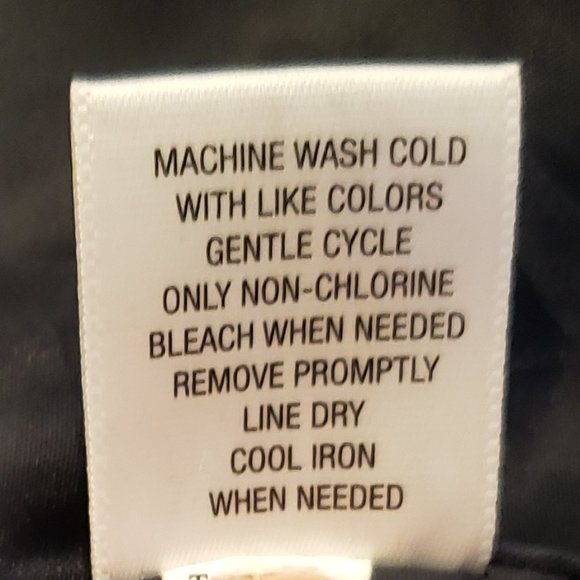 MACHINE WASH COLD
WITH LIKE COLORS
GENTLE CYCLE
ONLY NON-CHLORINE
BLEACH WHEN NEEDED
REMOVE PROMPTLY
LINE DRY
COOL IRON
WHEN NEEDED